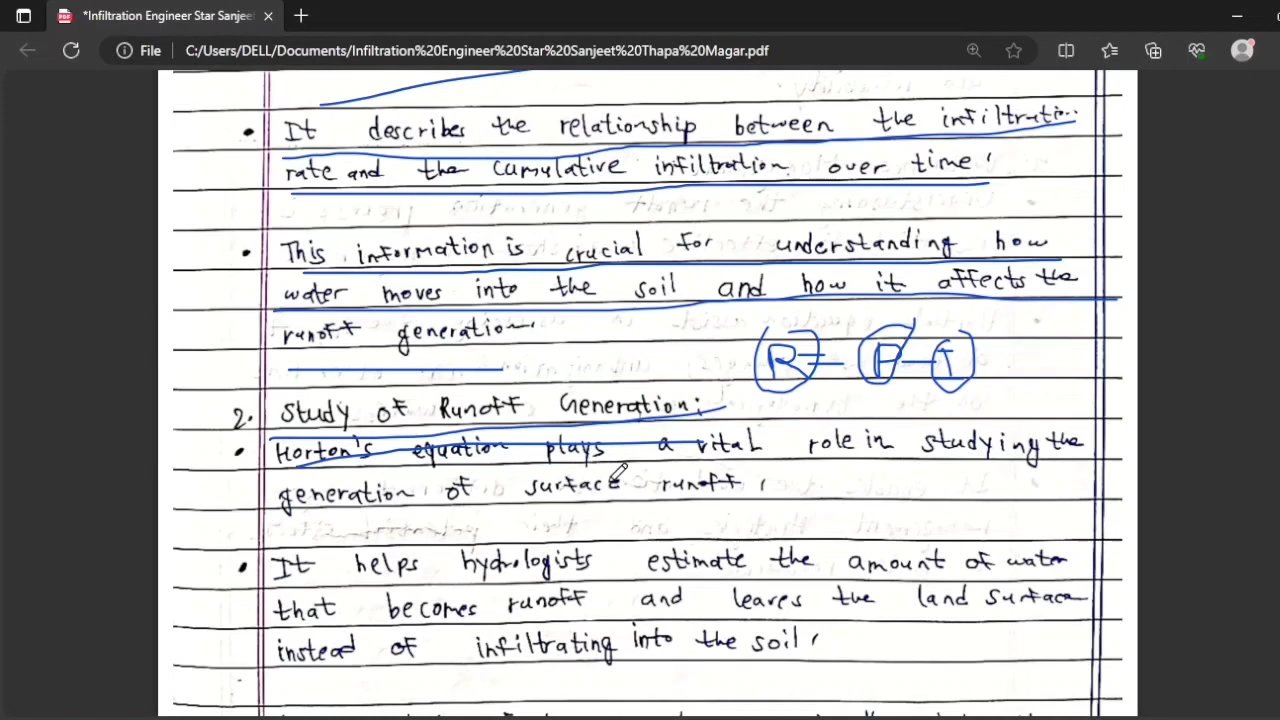 *Infiltration Engineer Star Sanjee
File
C:/Users/DELL/Documents/Infiltration%20Engineer%20Star%20Sanjeet%20Thapa%20Magar.pdf
• It describes the relationship between the infiltration
rate and the cumulative infiltration over time.
• This information is crucial for understanding how
water moves into the soil and how it affects the
runoff generation.
R = P - I
2. Study of Runoff Generation:
• Horton's equation plays a vital role in studying the
generation of surface runoff.
• It helps hydrologists estimate the amount of water
that becomes runoff and leaves the land surface
instead of infiltrating into the soil.